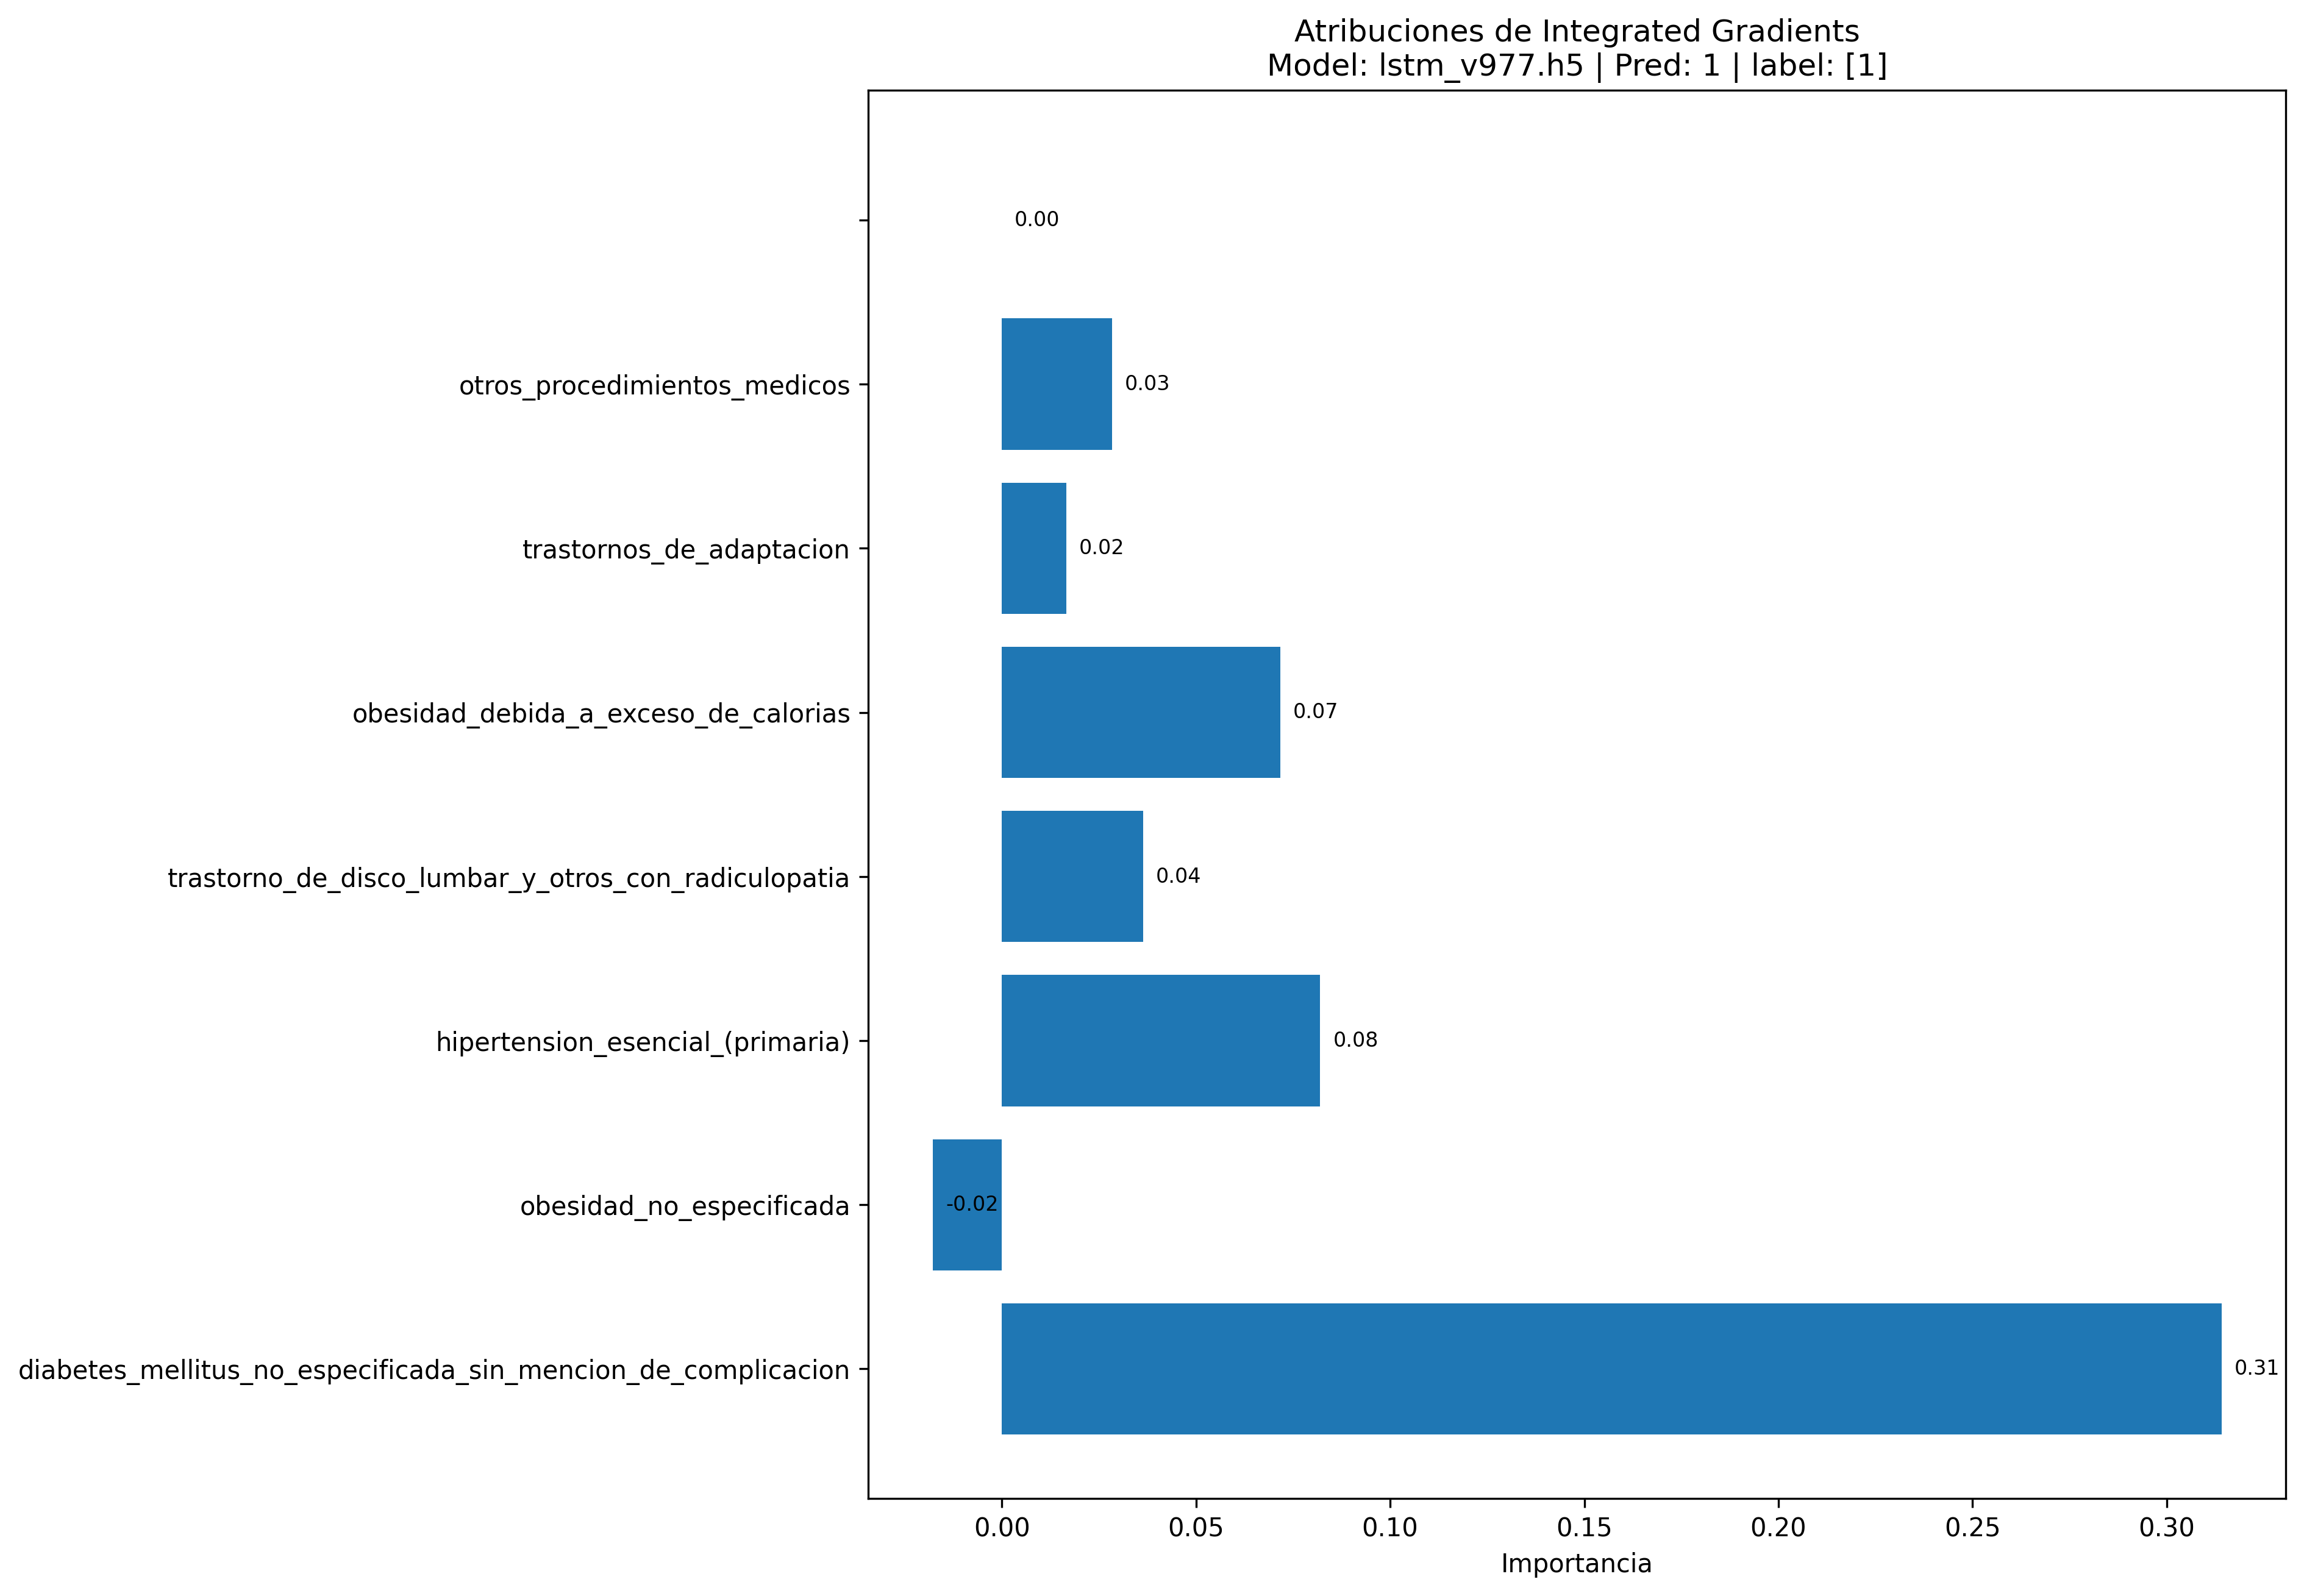 Atribuciones de Integrated Gradients
Model: lstm_v977.h5 | Pred: 1 | label: [1]
0.00
otros_procedimientos_medicos
0.03
trastornos_de_adaptacion
0.02
obesidad_debida_a_exceso_de_calorias
0.07
trastorno_de_disco_lumbar_y_otros_con_radiculopatia
0.04
hipertension_esencial_(primaria)
0.08
obesidad_no_especificada
-0.02
diabetes_mellitus_no_especificada_sin_mencion_de_complicacion
0.31
0.00 0.05 0.10 0.15 0.20 0.25 0.30
Importancia